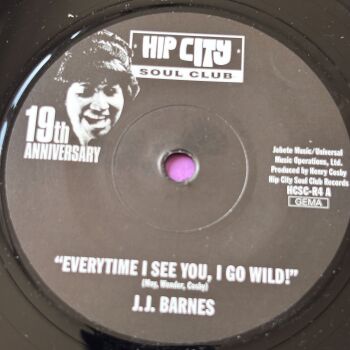 HIP CITY
SOUL CLUB
19th
ANNIVERSARY
Jobete Music/Universal
Music Operations, Ltd.
Produced by Henry Cosby
Hip City Soul Club Records
HCSC-R4 A
GEMA
"EVERYTIME I SEE YOU, I GO WILD!"
(May, Wonder, Cosby)
J.J. BARNES